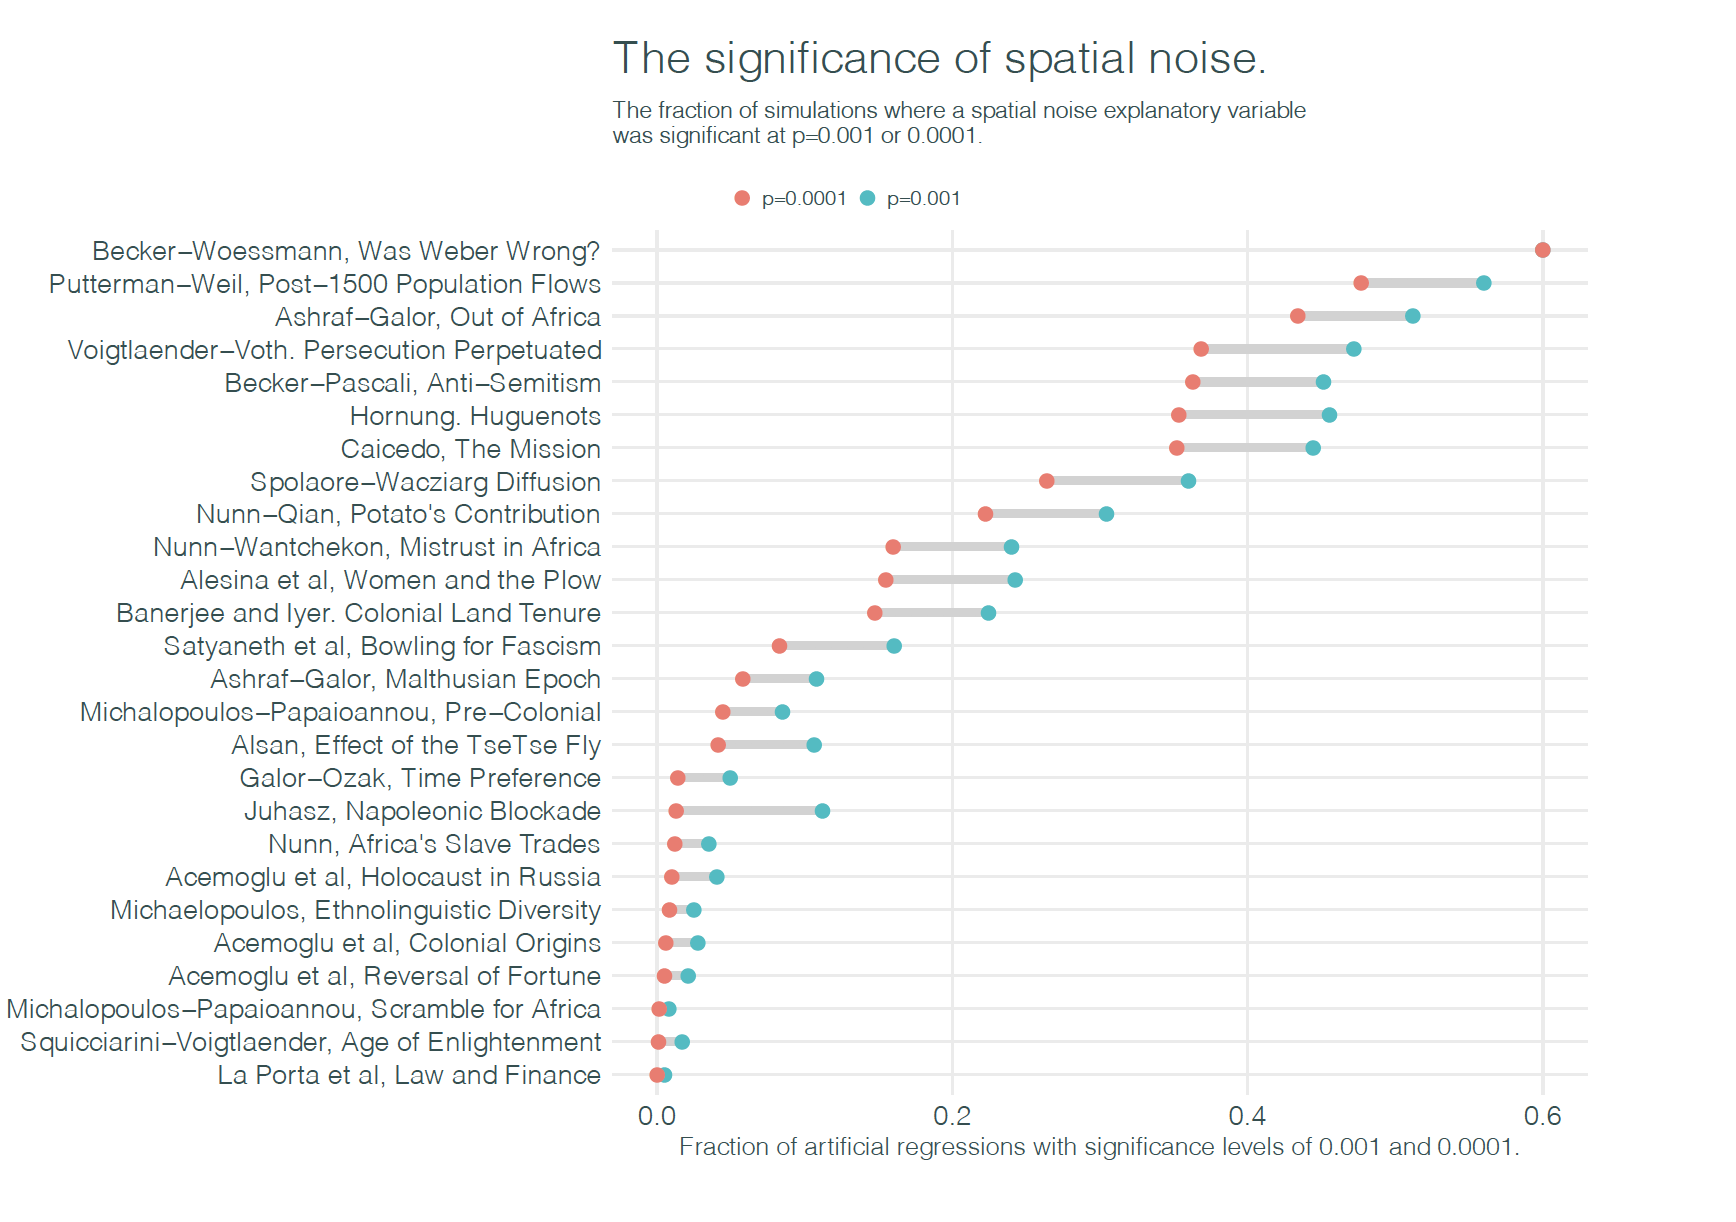 The significance of spatial noise.
The fraction of simulations where a spatial noise explanatory variable
was significant at p=0.001 or 0.0001.
p=0.0001 p=0.001
Becker–Woessmann, Was Weber Wrong?
Putterman–Weil, Post–1500 Population Flows
Ashraf–Galor, Out of Africa
Voigtlaender–Voth. Persecution Perpetuated
Becker–Pascali, Anti–Semitism
Hornung. Huguenots
Caicedo, The Mission
Spolaore–Wacziarg Diffusion
Nunn–Qian, Potato's Contribution
Nunn–Wantchekon, Mistrust in Africa
Alesina et al, Women and the Plow
Banerjee and Iyer. Colonial Land Tenure
Satyaneth et al, Bowling for Fascism
Ashraf–Galor, Malthusian Epoch
Michalopoulos–Papaioannou, Pre–Colonial
Alsan, Effect of the TseTse Fly
Galor–Ozak, Time Preference
Juhasz, Napoleonic Blockade
Nunn, Africa's Slave Trades
Acemoglu et al, Holocaust in Russia
Michaelopoulos, Ethnolinguistic Diversity
Acemoglu et al, Colonial Origins
Acemoglu et al, Reversal of Fortune
Michalopoulos–Papaioannou, Scramble for Africa
Squicciarini–Voigtlaender, Age of Enlightenment
La Porta et al, Law and Finance
0.0 0.2 0.4 0.6
Fraction of artificial regressions with significance levels of 0.001 and 0.0001.